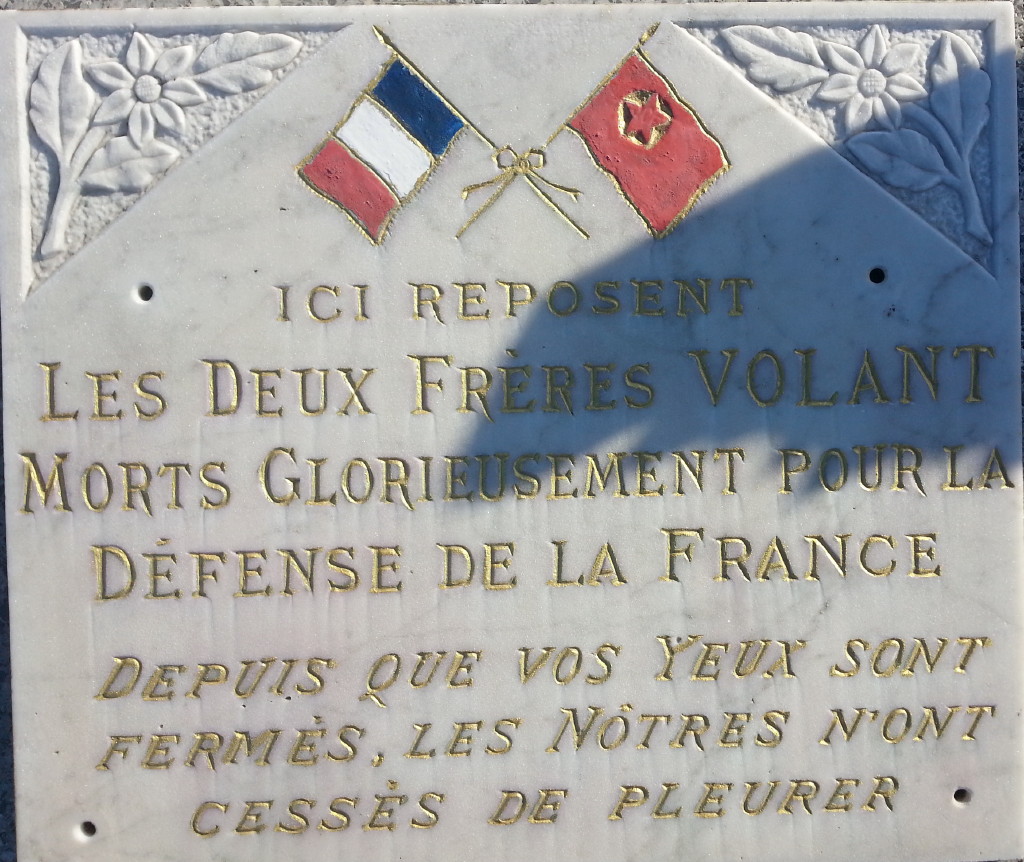 ICI REPOSENT
LES DEUX FRÈRES VOLANT
MORTS GLORIEUSEMENT POUR LA
DÉFENSE DE LA FRANCE
DEPUIS QUE VOS YEUX SONT
FERMÉS, LES NÔTRES N'ONT
CESSÉS DE PLEURER